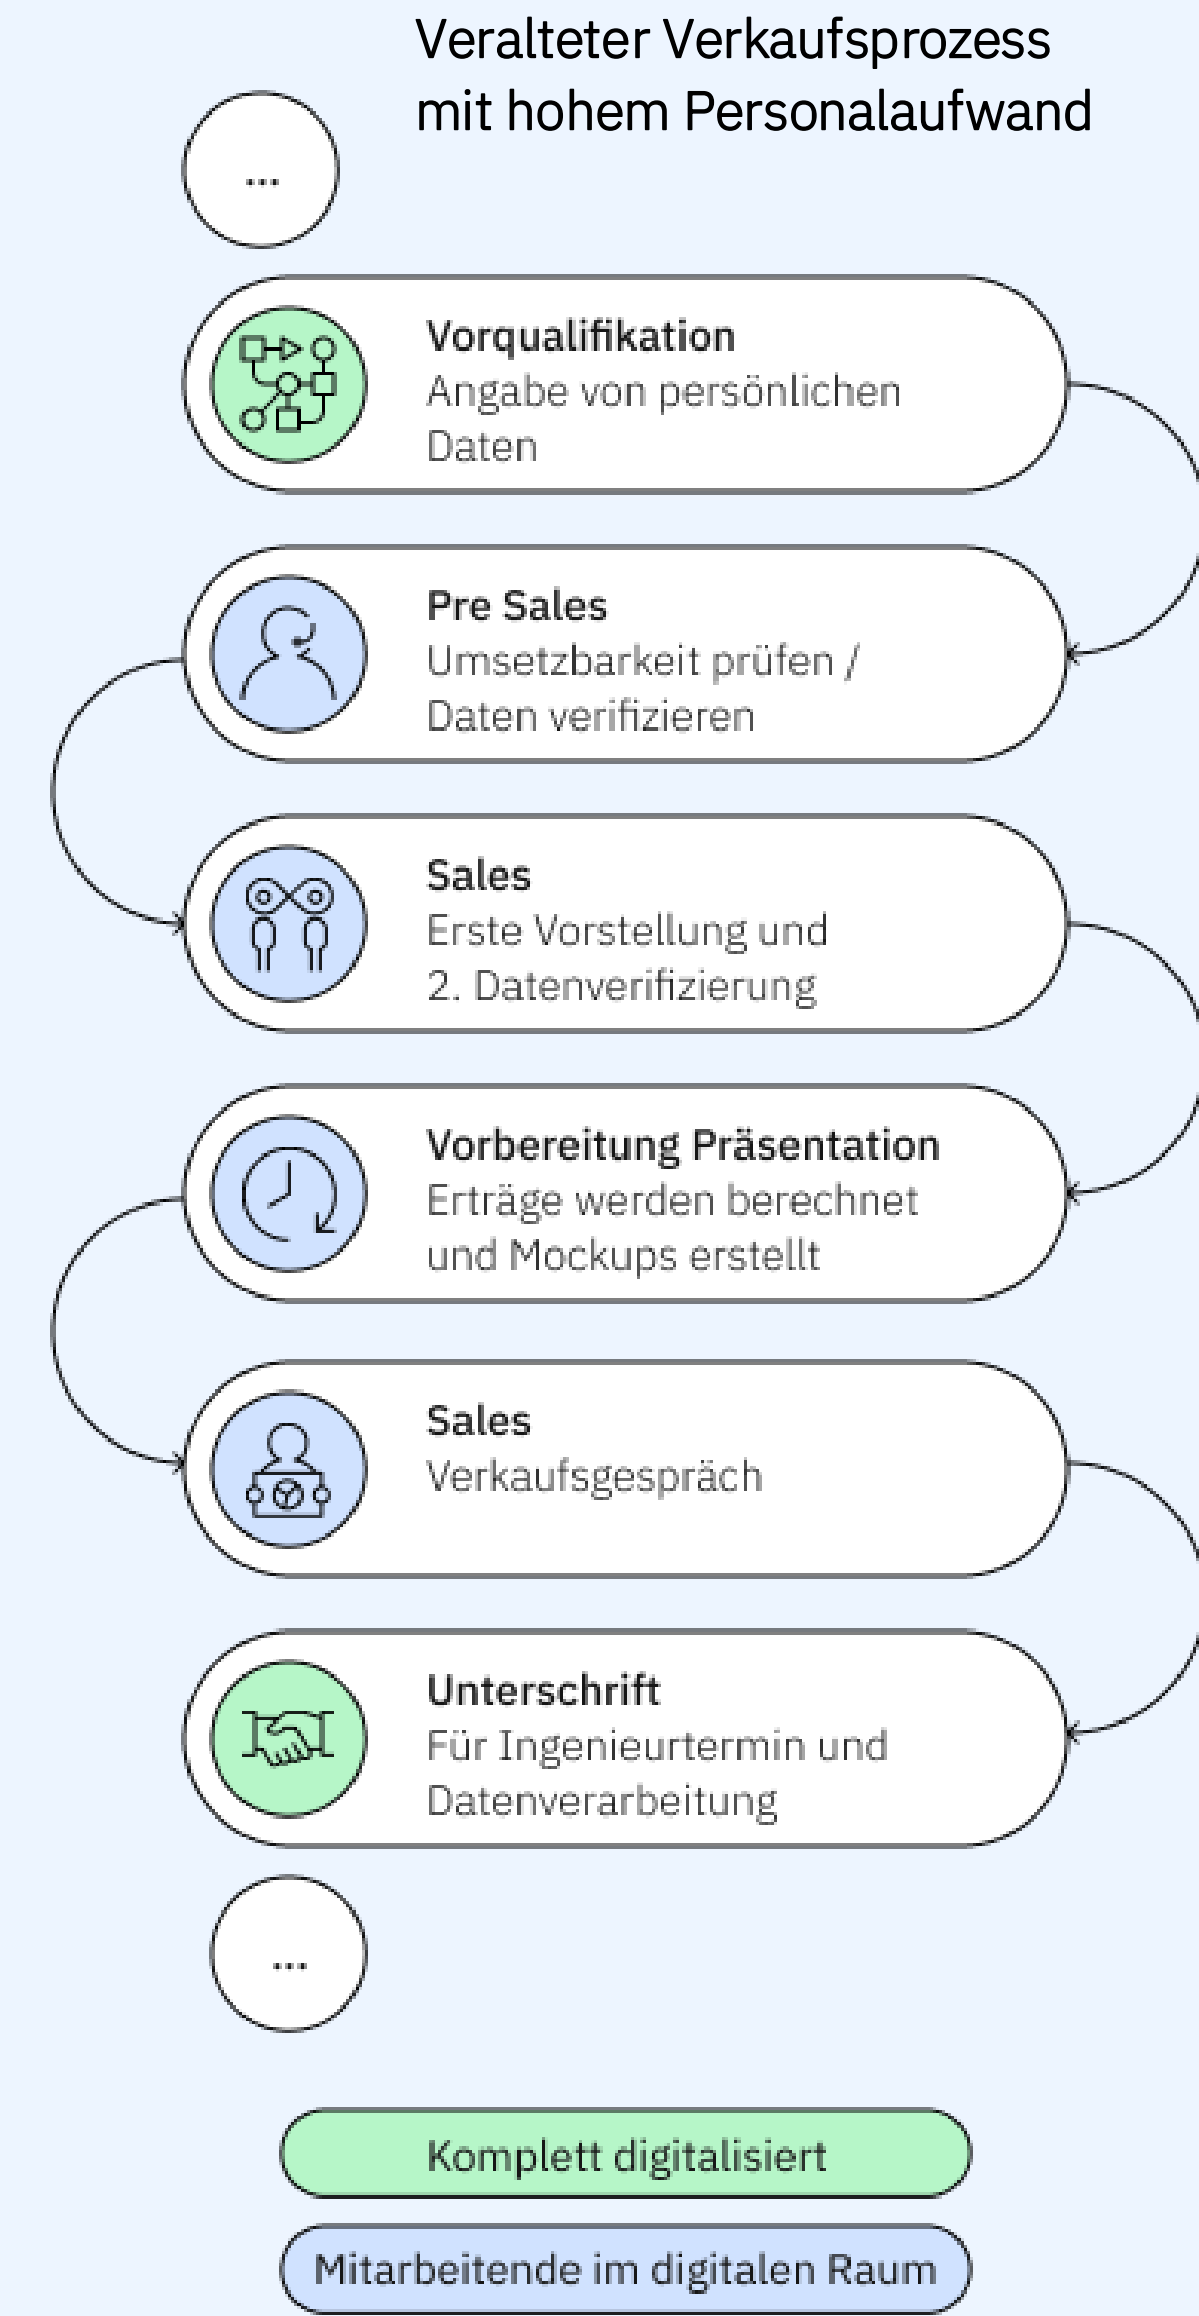 Veralteter Verkaufsprozess
mit hohem Personalaufwand
...
Vorqualifikation
Angabe von persönlichen
Daten
Pre Sales
Umsetzbarkeit prüfen /
Daten verifizieren
Sales
Erste Vorstellung und
2. Datenverifizierung
Vorbereitung Präsentation
Erträge werden berechnet
und Mockups erstellt
Sales
Verkaufsgespräch
Unterschrift
Für Ingenieurtermin und
Datenverarbeitung
...
Komplett digitalisiert
Mitarbeitende im digitalen Raum